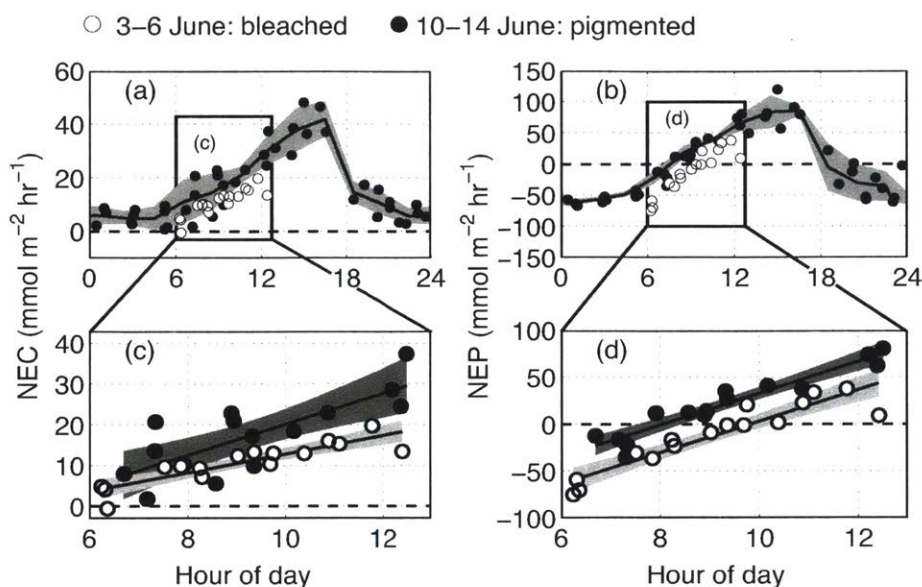 3–6 June: bleached 10–14 June: pigmented
(a) (b)
(c) (d)
60 40 20 0
150 100 50 0 −50 −100 −150
0 6 12 18 24
0 6 12 18 24
NEC (mmol m−2 hr−1)
NEP (mmol m−2 hr−1)
(c) (d)
40 30 20 10 0
100 50 0 −50 −100
6 8 10 12
6 8 10 12
Hour of day Hour of day